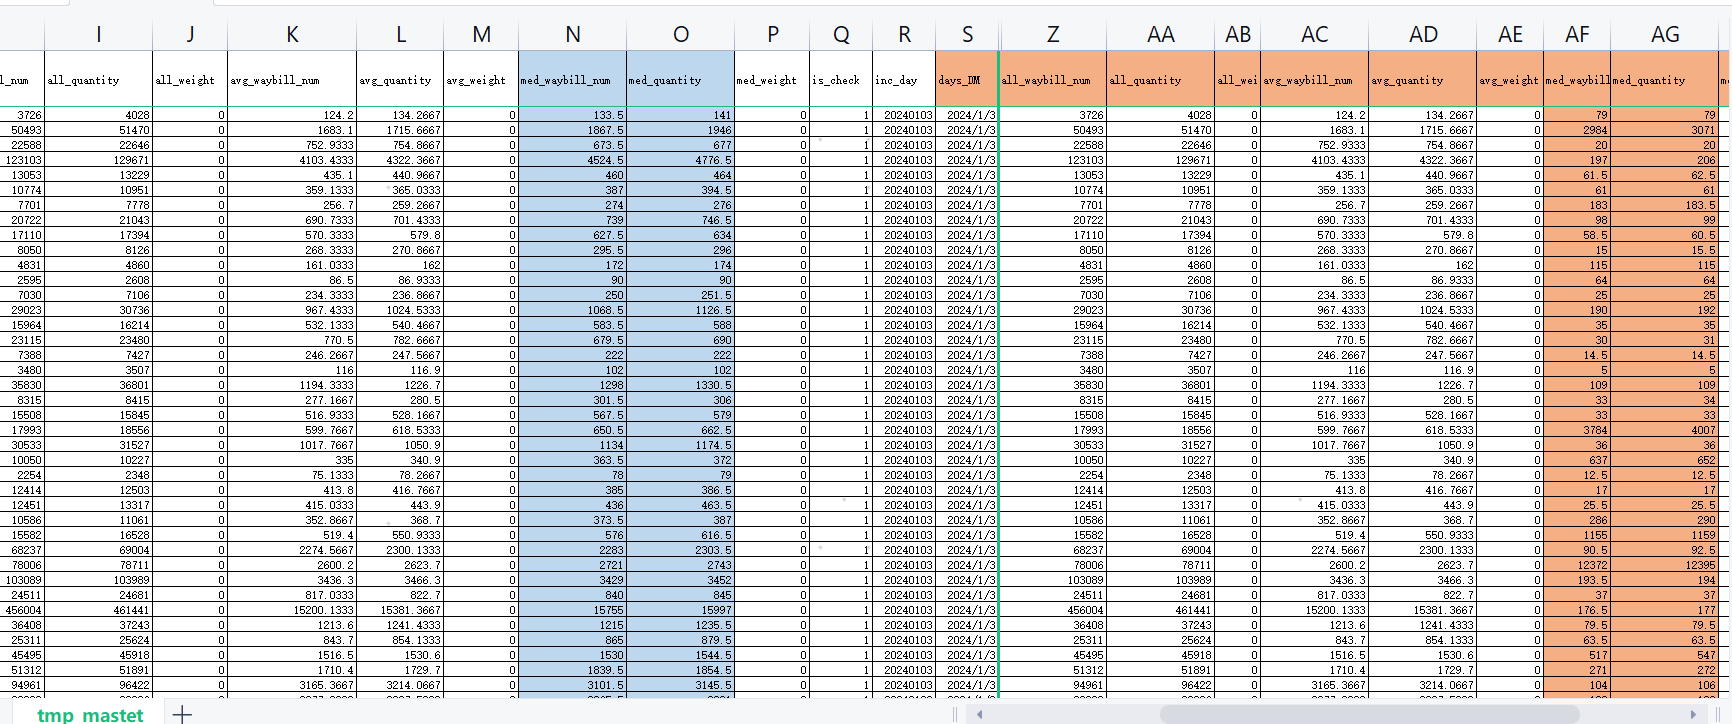 I J K L M N O P Q R S Z AA AB AC AD AE AF AG
l_num all_quantity all_weight avg_waybill_num avg_quantity avg_weight med_waybill_num med_quantity med_weight is_check inc_day days_DM all_waybill_num all_quantity all_wei avg_waybill_num avg_quantity avg_weight med_waybill med_quantity
3726 4028 0 124.2 134.2667 0 133.5 141 0 1 20240103 2024/1/3 3726 4028 0 124.2 134.2667 0 79 79
50493 51470 0 1683.1 1715.6667 0 1867.5 1946 0 1 20240103 2024/1/3 50493 51470 0 1683.1 1715.6667 0 2984 3071
22588 22646 0 752.9333 754.8667 0 673.5 677 0 1 20240103 2024/1/3 22588 22646 0 752.9333 754.8667 0 20 20
123103 129671 0 4103.4333 4322.3667 0 4524.5 4776.5 0 1 20240103 2024/1/3 123103 129671 0 4103.4333 4322.3667 0 197 206
13053 13229 0 435.1 440.9667 0 460 464 0 1 20240103 2024/1/3 13053 13229 0 435.1 440.9667 0 61.5 62.5
10774 10951 0 359.1333 365.0333 0 387 394.5 0 1 20240103 2024/1/3 10774 10951 0 359.1333 365.0333 0 61 61
7701 7778 0 256.7 259.2667 0 274 276 0 1 20240103 2024/1/3 7701 7778 0 256.7 259.2667 0 183 183.5
20722 21043 0 690.7333 701.4333 0 739 746.5 0 1 20240103 2024/1/3 20722 21043 0 690.7333 701.4333 0 98 99
17110 17394 0 570.3333 579.8 0 627.5 634 0 1 20240103 2024/1/3 17110 17394 0 570.3333 579.8 0 58.5 60.5
8050 8126 0 268.3333 270.8667 0 295.5 296 0 1 20240103 2024/1/3 8050 8126 0 268.3333 270.8667 0 15 15.5
4831 4860 0 161.0333 162 0 172 174 0 1 20240103 2024/1/3 4831 4860 0 161.0333 162 0 115 115
2595 2608 0 86.5 86.9333 0 90 90 0 1 20240103 2024/1/3 2595 2608 0 86.5 86.9333 0 64 64
7030 7106 0 234.3333 236.8667 0 250 251.5 0 1 20240103 2024/1/3 7030 7106 0 234.3333 236.8667 0 25 25
29023 30736 0 967.4333 1024.5333 0 1068.5 1126.5 0 1 20240103 2024/1/3 29023 30736 0 967.4333 1024.5333 0 190 192
15964 16214 0 532.1333 540.4667 0 583.5 588 0 1 20240103 2024/1/3 15964 16214 0 532.1333 540.4667 0 35 35
23115 23480 0 770.5 782.6667 0 679.5 690 0 1 20240103 2024/1/3 23115 23480 0 770.5 782.6667 0 30 31
7388 7427 0 246.2667 247.5667 0 222 222 0 1 20240103 2024/1/3 7388 7427 0 246.2667 247.5667 0 14.5 14.5
3480 3507 0 116 116.9 0 102 102 0 1 20240103 2024/1/3 3480 3507 0 116 116.9 0 5 5
35830 36801 0 1194.3333 1226.7 0 1298 1330.5 0 1 20240103 2024/1/3 35830 36801 0 1194.3333 1226.7 0 109 109
8315 8415 0 277.1667 280.5 0 301.5 306 0 1 20240103 2024/1/3 8315 8415 0 277.1667 280.5 0 33 34
15508 15845 0 516.9333 528.1667 0 567.5 579 0 1 20240103 2024/1/3 15508 15845 0 516.9333 528.1667 0 33 33
17993 18556 0 599.7667 618.5333 0 650.5 662.5 0 1 20240103 2024/1/3 17993 18556 0 599.7667 618.5333 0 3784 4007
30533 31527 0 1017.7667 1050.9 0 1134 1174.5 0 1 20240103 2024/1/3 30533 31527 0 1017.7667 1050.9 0 36 36
10050 10227 0 335 340.9 0 363.5 372 0 1 20240103 2024/1/3 10050 10227 0 335 340.9 0 637 652
2254 2348 0 75.1333 78.2667 0 78 79 0 1 20240103 2024/1/3 2254 2348 0 75.1333 78.2667 0 12.5 12.5
12414 12503 0 413.8 416.7667 0 385 386.5 0 1 20240103 2024/1/3 12414 12503 0 413.8 416.7667 0 17 17
12451 13317 0 415.0333 443.9 0 436 463.5 0 1 20240103 2024/1/3 12451 13317 0 415.0333 443.9 0 25.5 25.5
10586 11061 0 352.8667 368.7 0 373.5 387 0 1 20240103 2024/1/3 10586 11061 0 352.8667 368.7 0 286 290
15582 16528 0 519.4 550.9333 0 576 616.5 0 1 20240103 2024/1/3 15582 16528 0 519.4 550.9333 0 1155 1159
68237 69004 0 2274.5667 2300.1333 0 2283 2303.5 0 1 20240103 2024/1/3 68237 69004 0 2274.5667 2300.1333 0 90.5 92.5
78006 78711 0 2600.2 2623.7 0 2721 2743 0 1 20240103 2024/1/3 78006 78711 0 2600.2 2623.7 0 12372 12395
103089 103989 0 3436.3 3466.3 0 3429 3452 0 1 20240103 2024/1/3 103089 103989 0 3436.3 3466.3 0 193.5 194
24511 24681 0 817.0333 822.7 0 840 845 0 1 20240103 2024/1/3 24511 24681 0 817.0333 822.7 0 37 37
456004 461441 0 15200.1333 15381.3667 0 15755 15997 0 1 20240103 2024/1/3 456004 461441 0 15200.1333 15381.3667 0 176.5 177
36408 37243 0 1213.6 1241.4333 0 1215 1235.5 0 1 20240103 2024/1/3 36408 37243 0 1213.6 1241.4333 0 79.5 79.5
25311 25624 0 843.7 854.1333 0 865 879.5 0 1 20240103 2024/1/3 25311 25624 0 843.7 854.1333 0 63.5 63.5
45495 45918 0 1516.5 1530.6 0 1530 1544.5 0 1 20240103 2024/1/3 45495 45918 0 1516.5 1530.6 0 517 547
51312 51891 0 1710.4 1729.7 0 1839.5 1854.5 0 1 20240103 2024/1/3 51312 51891 0 1710.4 1729.7 0 271 272
94961 96422 0 3165.3667 3214.0667 0 3101.5 3145.5 0 1 20240103 2024/1/3 94961 96422 0 3165.3667 3214.0667 0 104 106
tmp_mastet